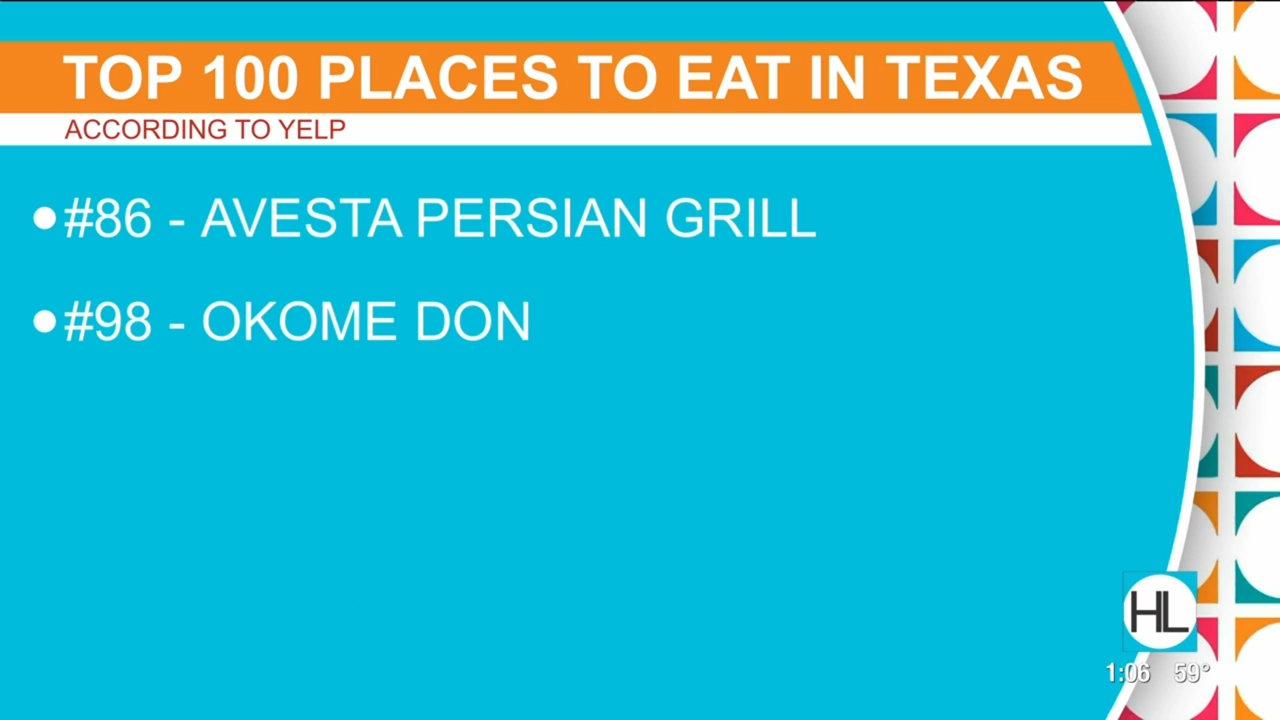 TOP 100 PLACES TO EAT IN TEXAS
ACCORDING TO YELP
•#86 - AVESTA PERSIAN GRILL
•#98 - OKOME DON
HL
1:06 59°